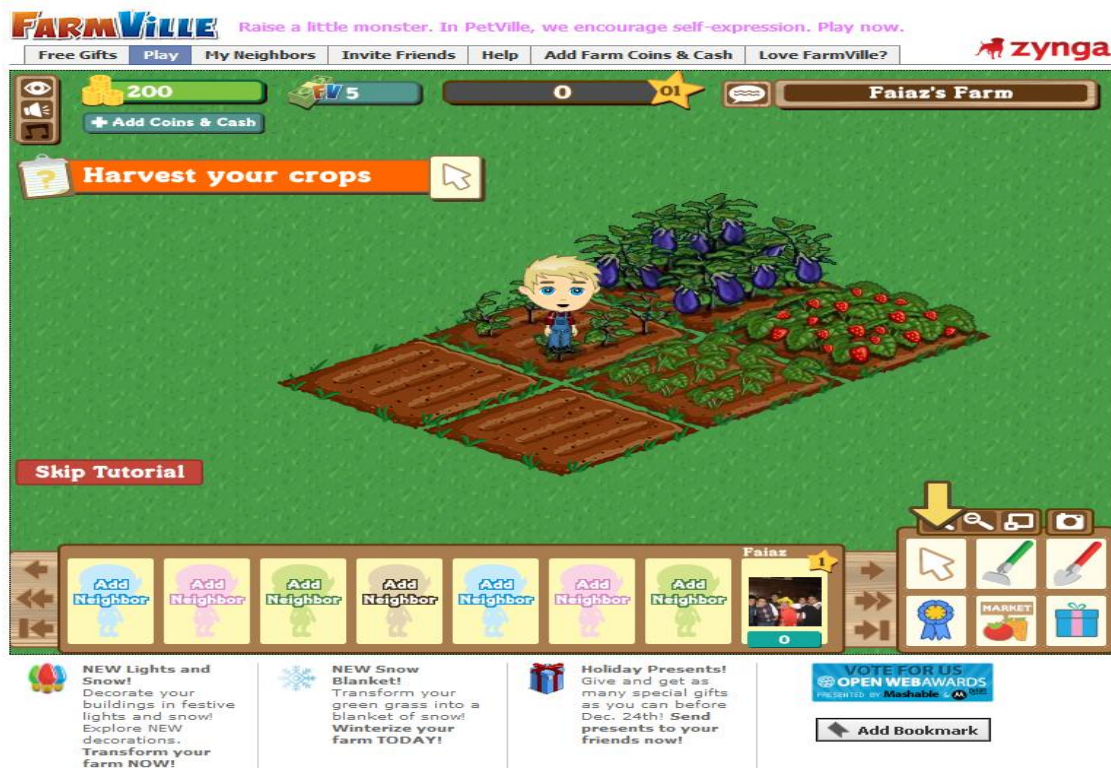 FARMVILLE Raise a little monster. In PetVille, we encourage self-expression. Play now.
Free Gifts Play My Neighbors Invite Friends Help Add Farm Coins & Cash Love FarmVille?
zynga
200 FV 5 0 01 Faiaz's Farm
+ Add Coins & Cash
? Harvest your crops
Skip Tutorial
Faiaz
1
Add Neighbor
Add Neighbor
Add Neighbor
Add Neighbor
Add Neighbor
Add Neighbor
Add Neighbor
0
MARKET
NEW Lights and
Snow!
Decorate your
buildings in festive
lights and snow!
Explore NEW
decorations.
Transform your
farm NOW!
NEW Snow
Blanket!
Transform your
green grass into a
blanket of snow!
Winterize your
farm TODAY!
Holiday Presents!
Give and get as
many special gifts
as you can before
Dec. 24th! Send
presents to your
friends now!
VOTE FOR US
OPEN WEB AWARDS
PRESENTED BY Mashable &
Add Bookmark